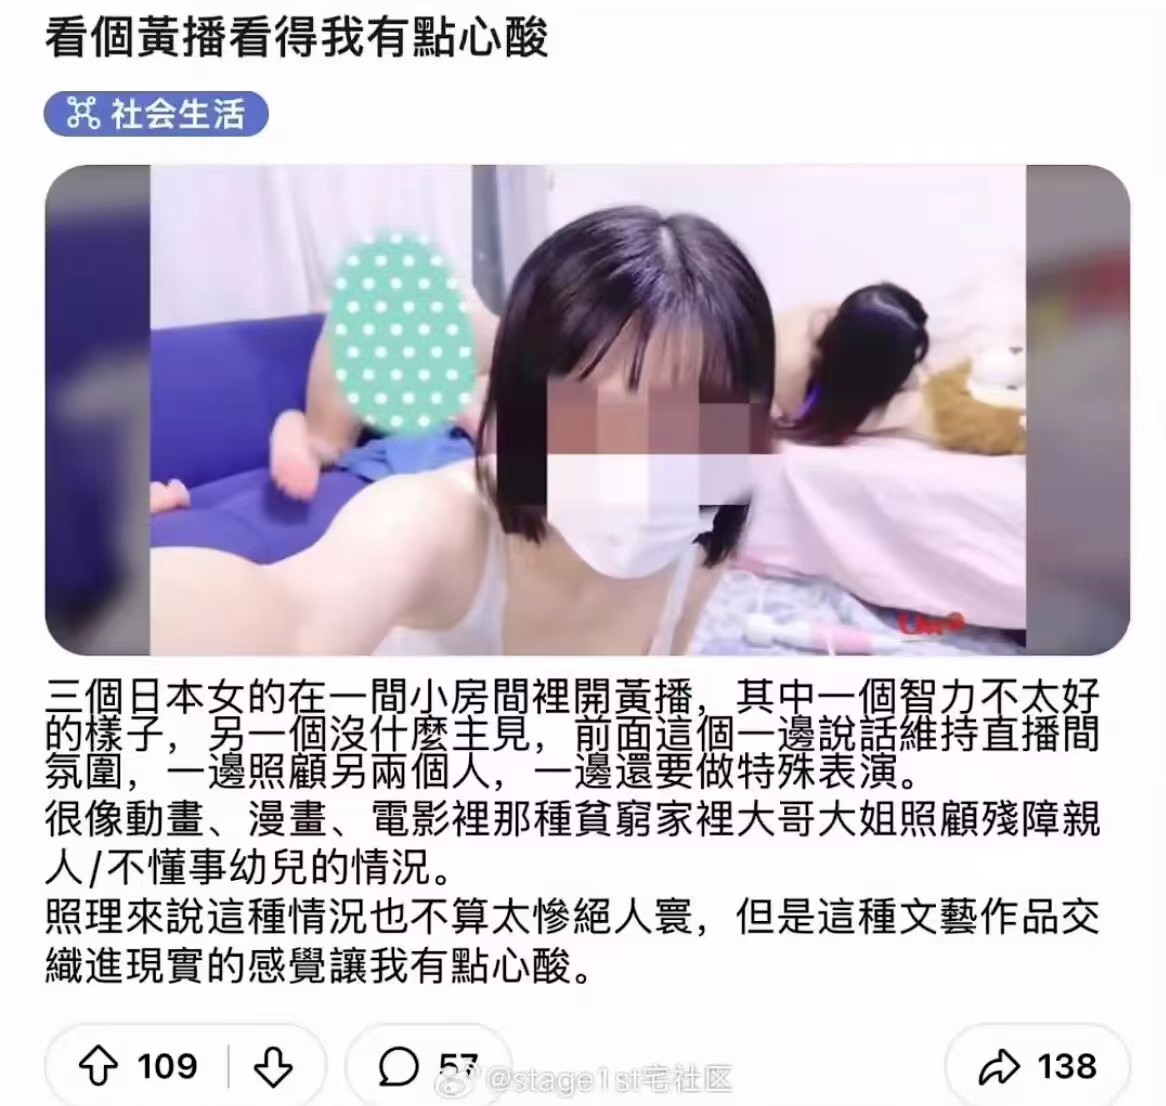 看個黃播看得我有點心酸
社会生活
三個日本女的在一間小房間裡開黃播，其中一個智力不太好
的樣子，另一個沒什麼主見，前面這個一邊說話維持直播間
氛圍，一邊照顧另兩個人，一邊還要做特殊表演。
很像動畫、漫畫、電影裡那種貧窮家裡大哥大姐照顧殘障親
人/不懂事幼兒的情況。
照理來說這種情況也不算太慘絕人寰，但是這種文藝作品交
織進現實的感覺讓我有點心酸。
109
57
138
@stage1st宅社区